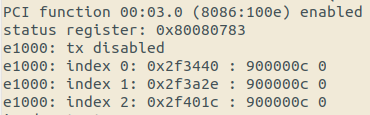 PCI function 00:03.0 (8086:100e) enabled
status register: 0x80080783
e1000: tx disabled
e1000: index 0: 0x2f3440 : 900000c 0
e1000: index 1: 0x2f3a2e : 900000c 0
e1000: index 2: 0x2f401c : 900000c 0